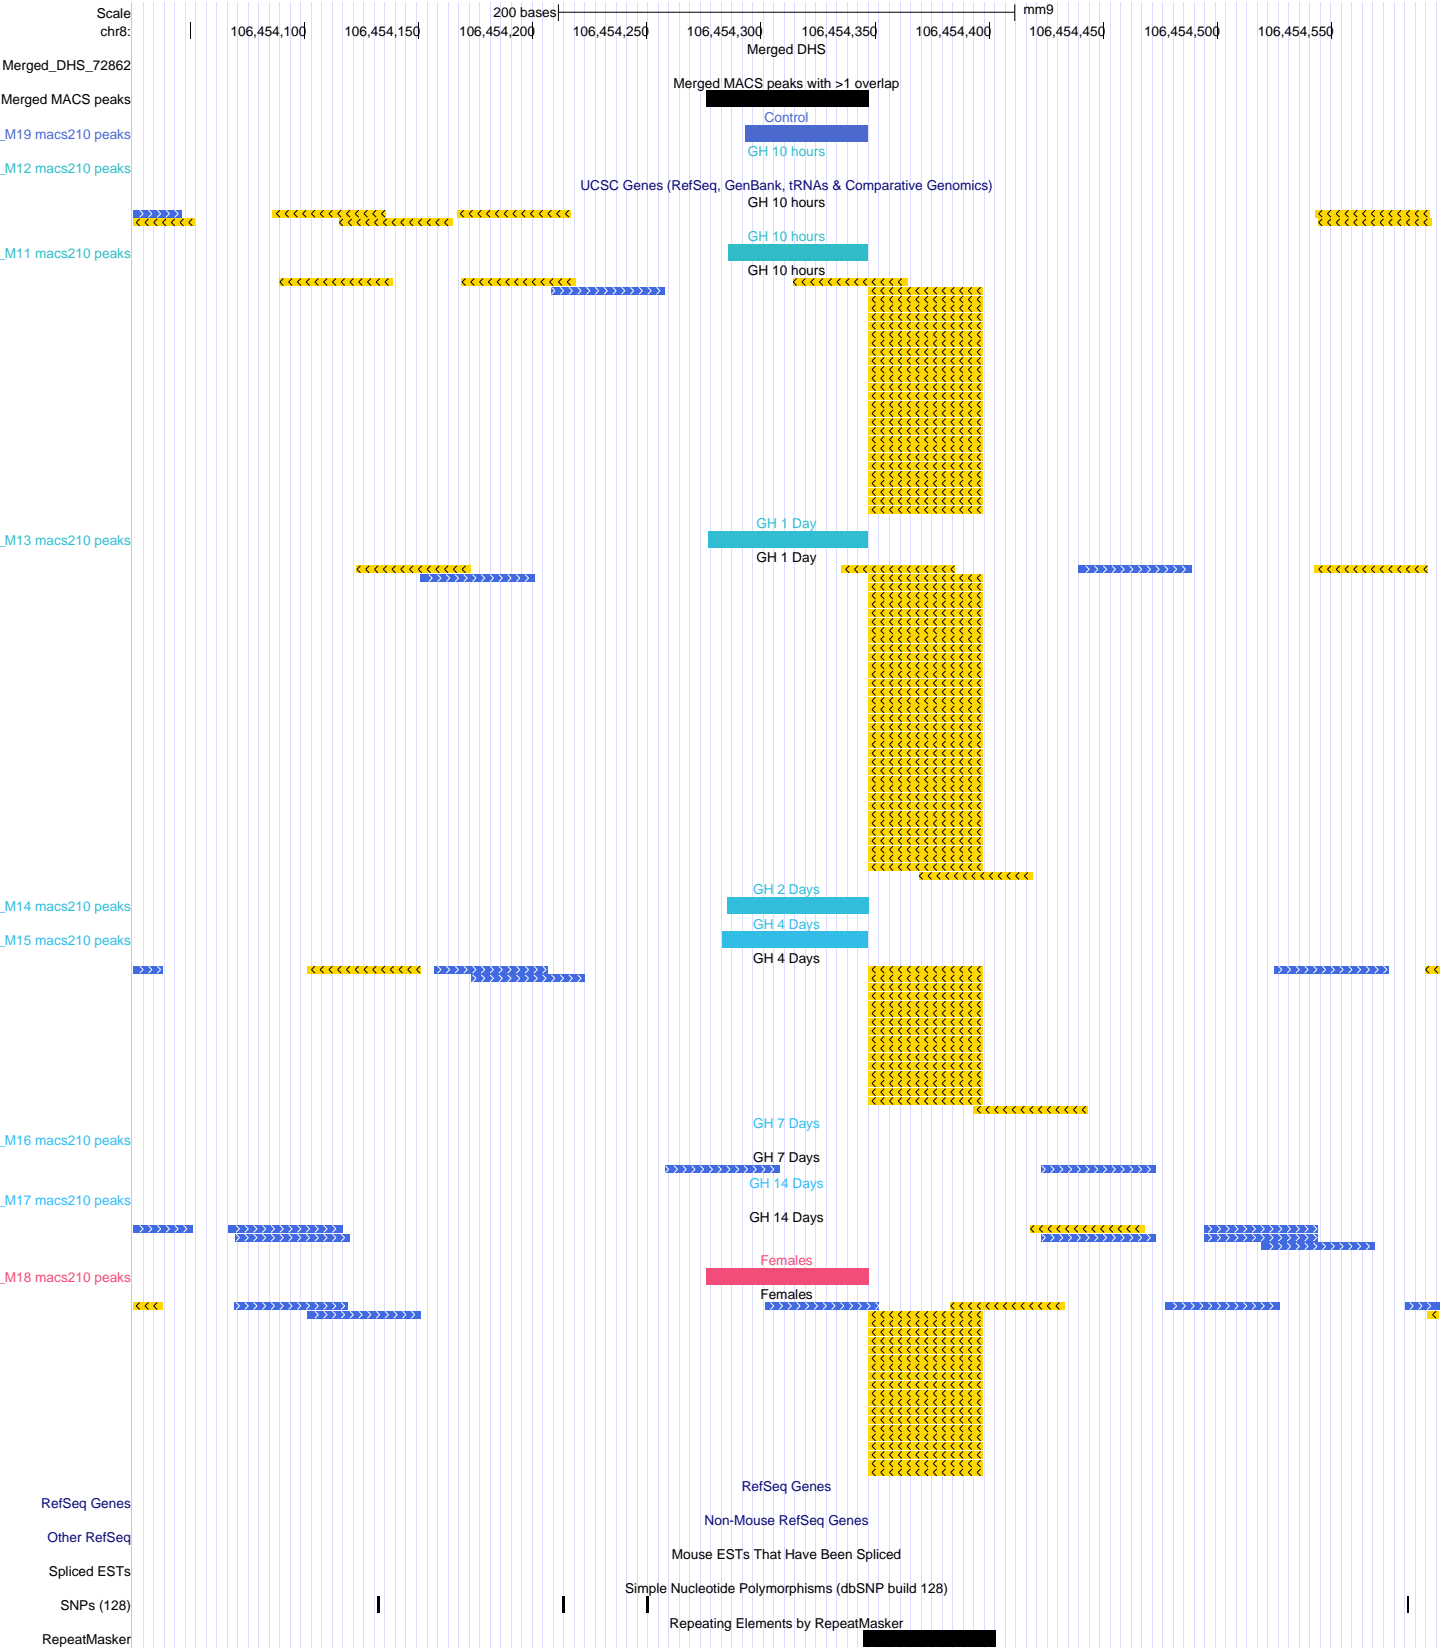 Scale 200 bases mm9
chr8: 106,454,100 106,454,150 106,454,200 106,454,250 106,454,300 106,454,350 106,454,400 106,454,450 106,454,500 106,454,550
Merged DHS
Merged_DHS_72862
Merged MACS peaks with >1 overlap
Merged MACS peaks
Control
_M19 macs210 peaks
GH 10 hours
_M12 macs210 peaks
UCSC Genes (RefSeq, GenBank, tRNAs & Comparative Genomics)
GH 10 hours
GH 10 hours
_M11 macs210 peaks
GH 10 hours
GH 1 Day
_M13 macs210 peaks
GH 1 Day
GH 2 Days
_M14 macs210 peaks
GH 4 Days
_M15 macs210 peaks
GH 4 Days
GH 7 Days
_M16 macs210 peaks
GH 7 Days
GH 14 Days
_M17 macs210 peaks
GH 14 Days
Females
_M18 macs210 peaks
Females
RefSeq Genes
RefSeq Genes
Non-Mouse RefSeq Genes
Other RefSeq
Mouse ESTs That Have Been Spliced
Spliced ESTs
Simple Nucleotide Polymorphisms (dbSNP build 128)
SNPs (128)
Repeating Elements by RepeatMasker
RepeatMasker